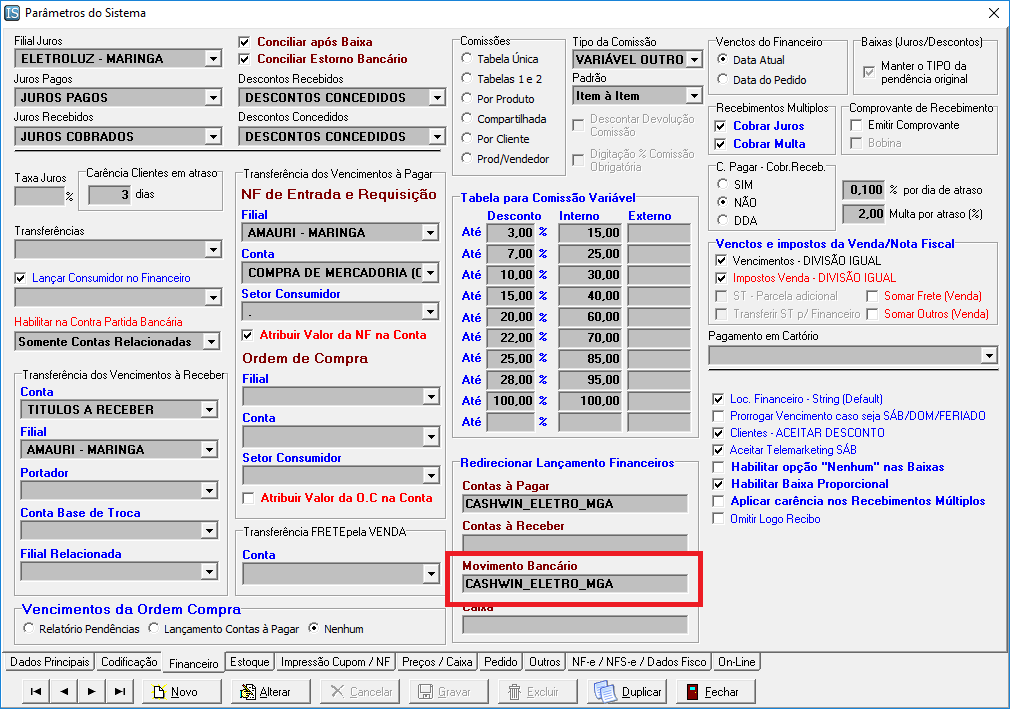 IS Parâmetros do Sistema
Filial Juros
ELETROLUZ - MARINGA
Juros Pagos
JUROS PAGOS
Juros Recebidos
JUROS COBRADOS
Conciliar após Baixa
Conciliar Estorno Bancário
Descontos Recebidos
DESCONTOS CONCEDIDOS
Descontos Concedidos
DESCONTOS CONCEDIDOS
Taxa Juros
%
Carência Clientes em atraso
3 dias
Transferências
Lançar Consumidor no Financeiro
Habilitar na Contra Partida Bancária
Somente Contas Relacionadas
Transferência dos Vencimentos à Receber
Conta
TITULOS A RECEBER
Filial
AMAURI - MARINGA
Portador
Conta Base de Troca
Filial Relacionada
Transferência dos Vencimentos à Pagar
NF de Entrada e Requisição
Filial
AMAURI - MARINGA
Conta
COMPRA DE MERCADORIA (C
Setor Consumidor
.
Atribuir Valor da NF na Conta
Ordem de Compra
Filial
Conta
Setor Consumidor
Atribuir Valor da O.C na Conta
Transferência FRETEpela VENDA
Conta
Vencimentos da Ordem Compra
Relatório Pendências Lançamento Contas à Pagar Nenhum
Comissões
Tabela Única
Tabelas 1 e 2
Por Produto
Compartilhada
Por Cliente
Prod/Vendedor
Tipo da Comissão
VARIÁVEL OUTRO
Padrão
Item à Item
Descontar Devolução
Comissão
Digitação % Comissão
Obrigatória
Tabela para Comissão Variável
Desconto Interno Externo
Até 3,00 % 15,00
Até 7,00 % 25,00
Até 10,00 % 30,00
Até 15,00 % 40,00
Até 20,00 % 60,00
Até 22,00 % 70,00
Até 25,00 % 85,00
Até 28,00 % 95,00
Até 100,00 % 100,00
Até %
Redirecionar Lançamento Financeiros
Contas à Pagar
CASHWIN_ELETRO_MGA
Contas à Receber
Movimento Bancário
CASHWIN_ELETRO_MGA
Caixa
Venctos do Financeiro
Data Atual
Data do Pedido
Baixas (Juros/Descontos)
Manter o TIPO da
pendência original
Recebimentos Multiplos
Cobrar Juros
Cobrar Multa
Comprovante de Recebimento
Emitir Comprovante
Bobina
C. Pagar - Cobr.Receb.
SIM
NÃO
DDA
0,100 % por dia de atraso
2,00 Multa por atraso (%)
Venctos e impostos da Venda/Nota Fiscal
Vencimentos - DIVISÃO IGUAL
Impostos Venda - DIVISÃO IGUAL
ST - Parcela adicional Somar Frete (Venda)
Transferir ST p/ Financeiro Somar Outros (Venda)
Pagamento em Cartório
Loc. Financeiro - String (Default)
Prorrogar Vencimento caso seja SÁB/DOM/FERIADO
Clientes - ACEITAR DESCONTO
Aceitar Telemarketing SÁB
Habilitar opção "Nenhum" nas Baixas
Habilitar Baixa Proporcional
Aplicar carência nos Recebimentos Múltiplos
Omitir Logo Recibo
Dados Principais Codificação Financeiro Estoque Impressão Cupom / NF Preços / Caixa Pedido Outros NF-e / NFS-e / Dados Fisco On-Line
Novo Alterar Cancelar Gravar Excluir Duplicar Fechar